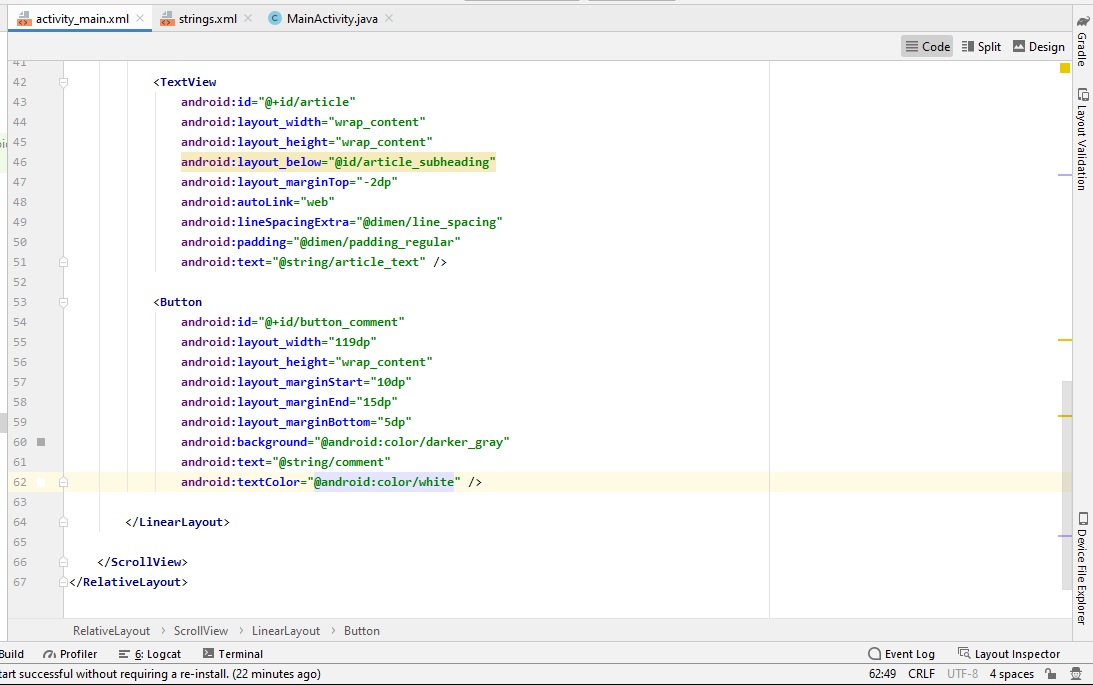 activity_main.xml strings.xml C MainActivity.java
Code Split Design
41
42 <TextView
43 android:id="@+id/article"
44 android:layout_width="wrap_content"
45 android:layout_height="wrap_content"
46 android:layout_below="@id/article_subheading"
47 android:layout_marginTop="-2dp"
48 android:autoLink="web"
49 android:lineSpacingExtra="@dimen/line_spacing"
50 android:padding="@dimen/padding_regular"
51 android:text="@string/article_text" />
52
53 <Button
54 android:id="@+id/button_comment"
55 android:layout_width="119dp"
56 android:layout_height="wrap_content"
57 android:layout_marginStart="10dp"
58 android:layout_marginEnd="15dp"
59 android:layout_marginBottom="5dp"
60 android:background="@android:color/darker_gray"
61 android:text="@string/comment"
62 android:textColor="@android:color/white" />
63
64 </LinearLayout>
65
66 </ScrollView>
67 </RelativeLayout>
Gradle
Layout Validation
Device File Explorer
RelativeLayout › ScrollView › LinearLayout › Button
Build Profiler 6: Logcat Terminal Event Log Layout Inspector
tart successful without requiring a re-install. (22 minutes ago) 62:49 CRLF UTF-8 4 spaces